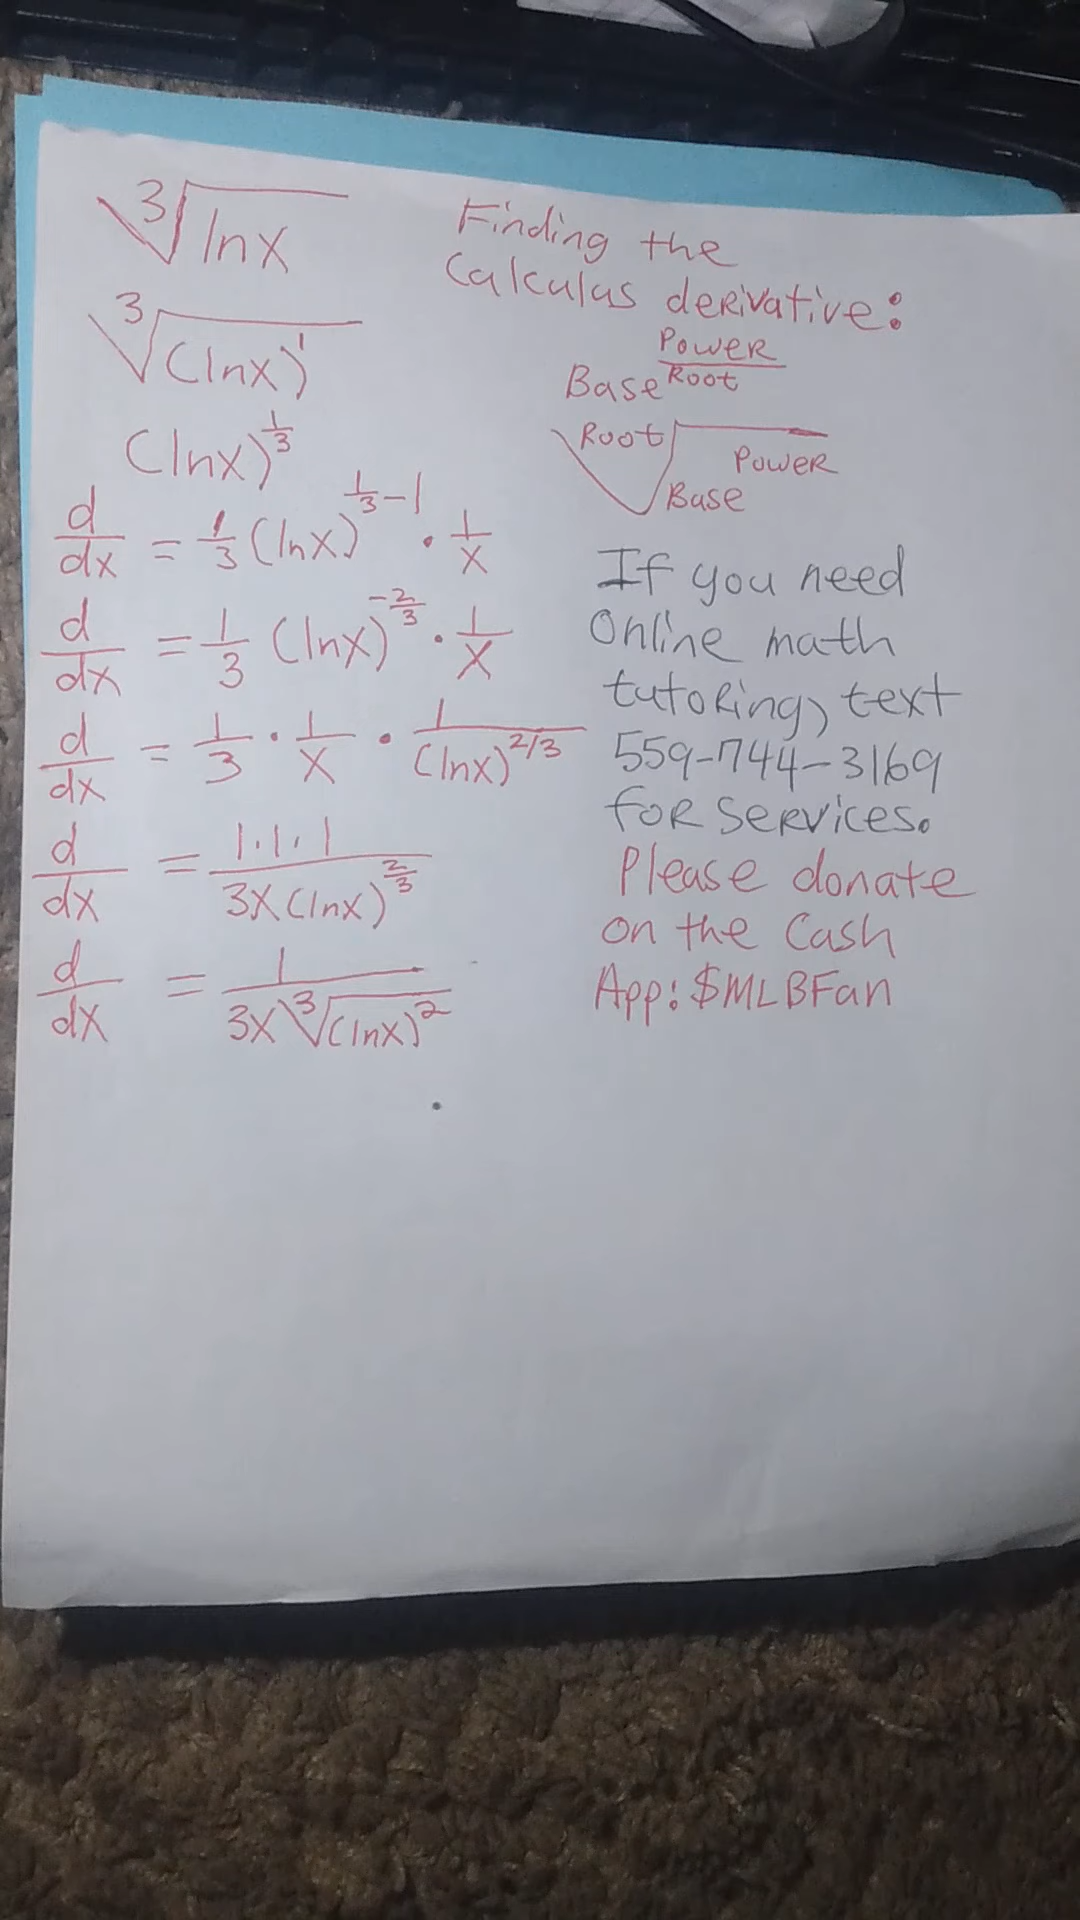 ∛(lnx)
∛((lnx)¹)
(lnx)^(1/3)
d/dx = 1/3 (lnx)^(1/3 - 1) · 1/x
d/dx = 1/3 (lnx)^(-2/3) · 1/x
d/dx = 1/3 · 1/x · 1/(lnx)^(2/3)
d/dx = 1·1·1/3x(lnx)^(2/3)
d/dx = 1/3x∛((lnx)²)
Finding the
Calculus derivative:
Base^(Power/Root)
Root Power
Base
If you need
Online math
tutoring, text
559-744-3169
for services.
Please donate
on the Cash
App: $MLBFan